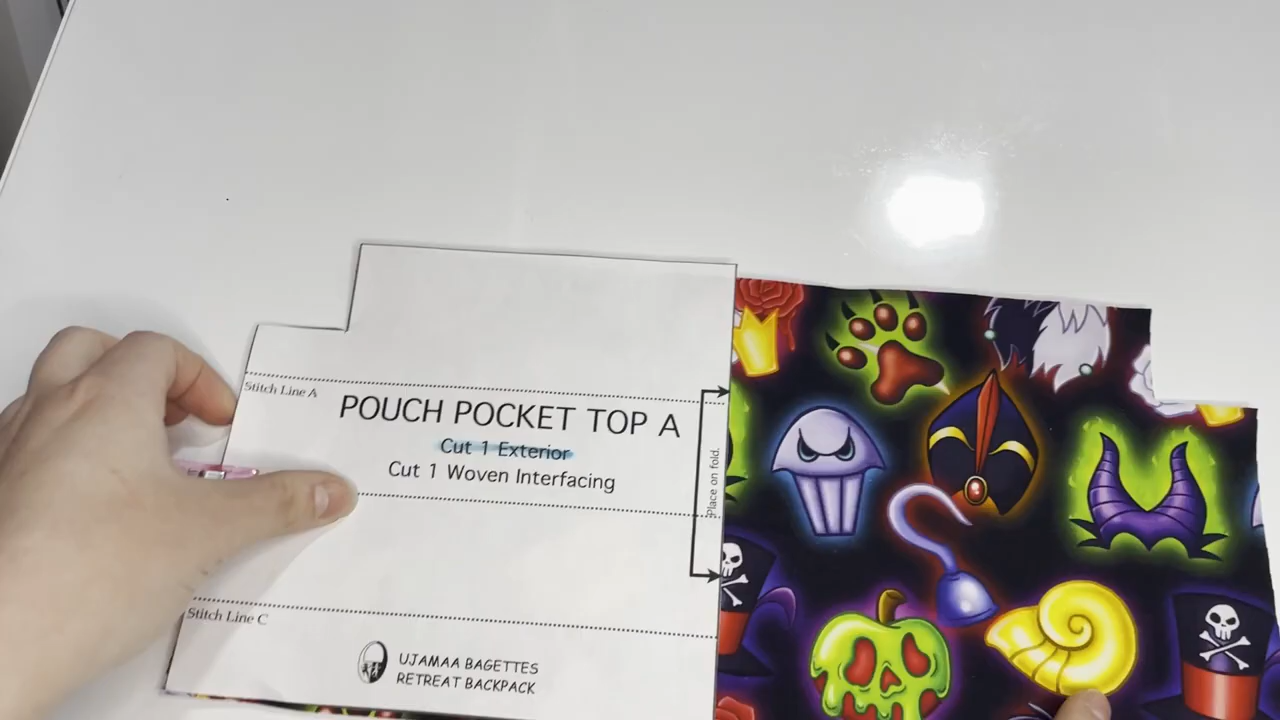 Stitch Line A
POUCH POCKET TOP A
Cut 1 Exterior
Cut 1 Woven Interfacing
Place on fold.
Stitch Line C
UJAMAA BAGETTES
RETREAT BACKPACK